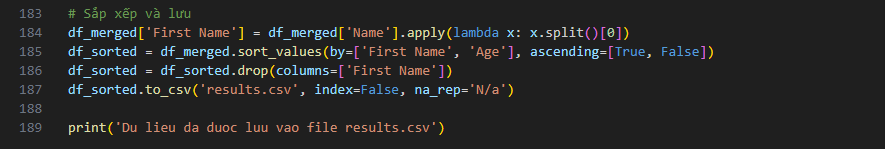 183 # Sắp xếp và lưu
184 df_merged['First Name'] = df_merged['Name'].apply(lambda x: x.split()[0])
185 df_sorted = df_merged.sort_values(by=['First Name', 'Age'], ascending=[True, False])
186 df_sorted = df_sorted.drop(columns=['First Name'])
187 df_sorted.to_csv('results.csv', index=False, na_rep='N/a')
188
189 print('Du lieu da duoc luu vao file results.csv')